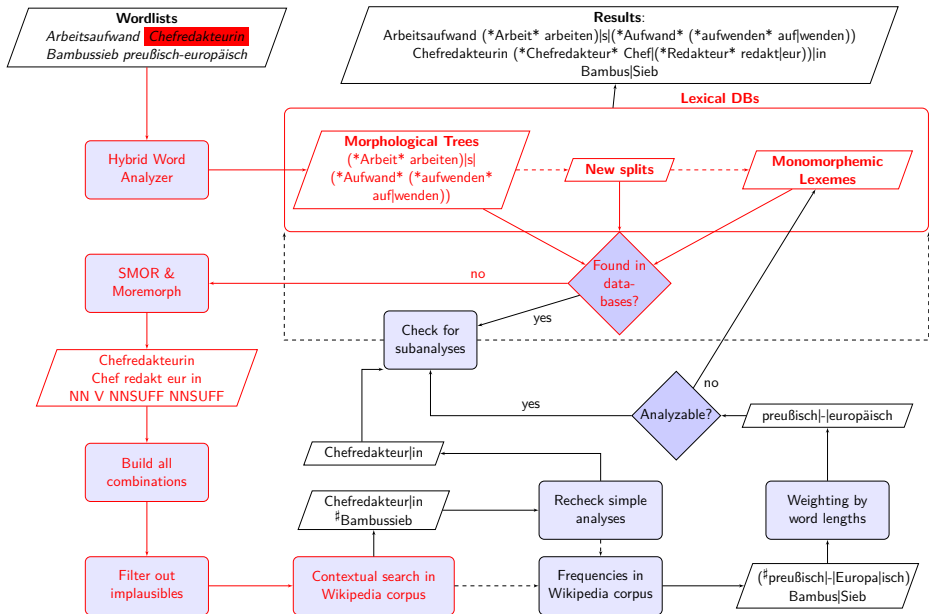 Wordlists
Arbeitsaufwand Chefredakteurin
Bambussieb preußisch-europäisch
Results:
Arbeitsaufwand (*Arbeit* arbeiten)|s|(*Aufwand* (*aufwenden* auf|wenden))
Chefredakteurin (*Chefredakteur* Chef|(*Redakteur* redakt|eur))|in
Bambus|Sieb
Lexical DBs
Hybrid Word
Analyzer
Morphological Trees
(*Arbeit* arbeiten)|s|
(*Aufwand* (*aufwenden*
auf|wenden))
New splits
Monomorphemic
Lexemes
SMOR &
Moremorph
no
Found in
data-
bases?
yes
Check for
subanalyses
Chefredakteurin
Chef redakt eur in
NN V NNSUFF NNSUFF
no
yes
Analyzable?
preußisch|-|europäisch
Build all
combinations
Chefredakteur|in
Chefredakteur|in
♯Bambussieb
Recheck simple
analyses
Weighting by
word lengths
Filter out
implausibles
Contextual search in
Wikipedia corpus
Frequencies in
Wikipedia corpus
(♯preußisch|-|Europa|isch)
Bambus|Sieb